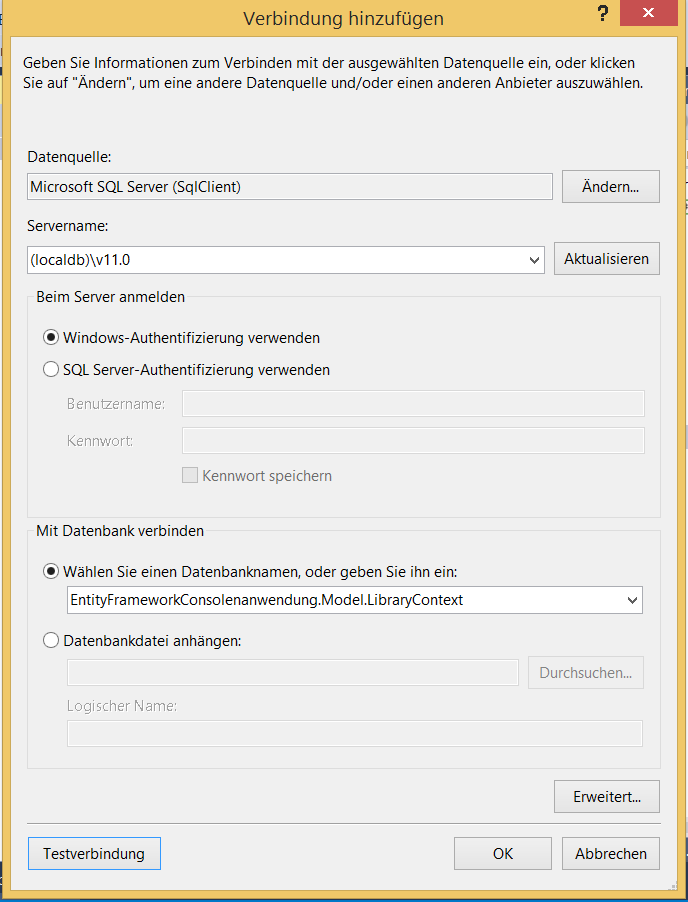 Verbindung hinzufügen
?
Geben Sie Informationen zum Verbinden mit der ausgewählten Datenquelle ein, oder klicken
Sie auf "Ändern", um eine andere Datenquelle und/oder einen anderen Anbieter auszuwählen.
Datenquelle:
Microsoft SQL Server (SqlClient)
Ändern...
Servername:
(localdb)\v11.0
Aktualisieren
Beim Server anmelden
Windows-Authentifizierung verwenden
SQL Server-Authentifizierung verwenden
Benutzername:
Kennwort:
Kennwort speichern
Mit Datenbank verbinden
Wählen Sie einen Datenbanknamen, oder geben Sie ihn ein:
EntityFrameworkConsolenanwendung.Model.LibraryContext
Datenbankdatei anhängen:
Durchsuchen...
Logischer Name:
Erweitert...
Testverbindung
OK
Abbrechen